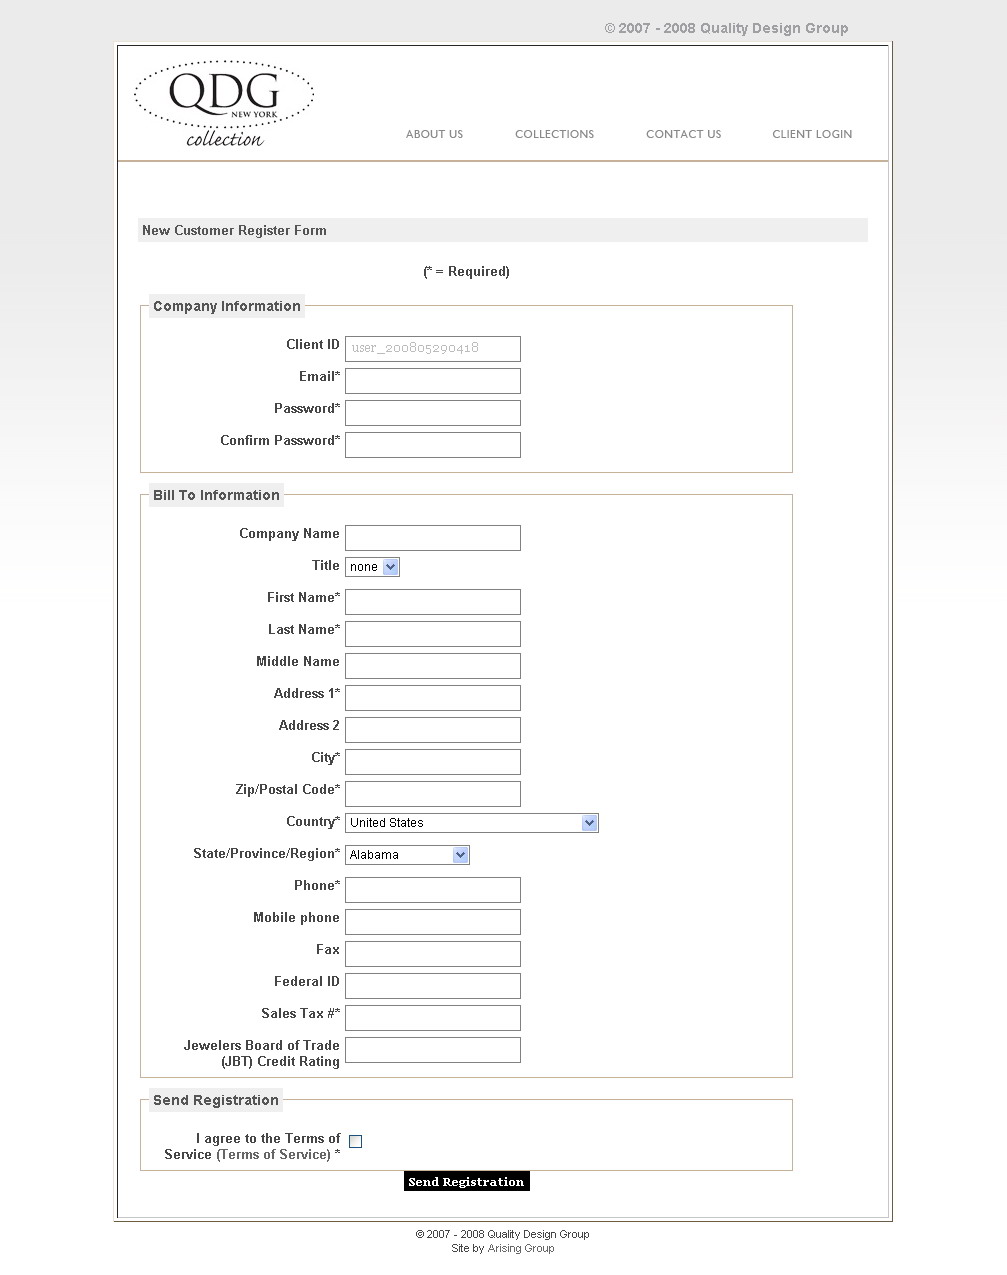 © 2007 - 2008 Quality Design Group
QDG
NEW YORK
collection
ABOUT US COLLECTIONS CONTACT US CLIENT LOGIN
New Customer Register Form
(* = Required)
Company Information
Client ID user_200805290418
Email*
Password*
Confirm Password*
Bill To Information
Company Name
Title none
First Name*
Last Name*
Middle Name
Address 1*
Address 2
City*
Zip/Postal Code*
Country* United States
State/Province/Region* Alabama
Phone*
Mobile phone
Fax
Federal ID
Sales Tax #*
Jewelers Board of Trade
(JBT) Credit Rating
Send Registration
I agree to the Terms of
Service (Terms of Service) *
Send Registration
© 2007 - 2008 Quality Design Group
Site by Arising Group